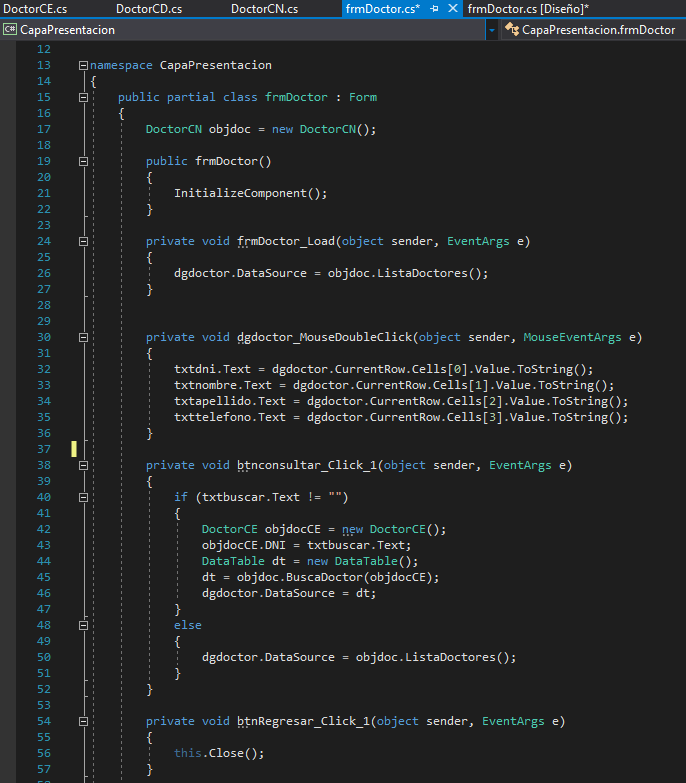 DoctorCE.cs DoctorCD.cs DoctorCN.cs frmDoctor.cs* frmDoctor.cs [Diseño]*
C# CapaPresentacion CapaPresentacion.frmDoctor
12
13 namespace CapaPresentacion
14 {
15 public partial class frmDoctor : Form
16 {
17 DoctorCN objdoc = new DoctorCN();
18
19 public frmDoctor()
20 {
21 InitializeComponent();
22 }
23
24 private void frmDoctor_Load(object sender, EventArgs e)
25 {
26 dgdoctor.DataSource = objdoc.ListaDoctores();
27 }
28
29
30 private void dgdoctor_MouseDoubleClick(object sender, MouseEventArgs e)
31 {
32 txtdni.Text = dgdoctor.CurrentRow.Cells[0].Value.ToString();
33 txtnombre.Text = dgdoctor.CurrentRow.Cells[1].Value.ToString();
34 txtapellido.Text = dgdoctor.CurrentRow.Cells[2].Value.ToString();
35 txttelefono.Text = dgdoctor.CurrentRow.Cells[3].Value.ToString();
36 }
37
38 private void btnconsultar_Click_1(object sender, EventArgs e)
39 {
40 if (txtbuscar.Text != "")
41 {
42 DoctorCE objdocCE = new DoctorCE();
43 objdocCE.DNI = txtbuscar.Text;
44 DataTable dt = new DataTable();
45 dt = objdoc.BuscaDoctor(objdocCE);
46 dgdoctor.DataSource = dt;
47 }
48 else
49 {
50 dgdoctor.DataSource = objdoc.ListaDoctores();
51 }
52 }
53
54 private void btnRegresar_Click_1(object sender, EventArgs e)
55 {
56 this.Close();
57 }